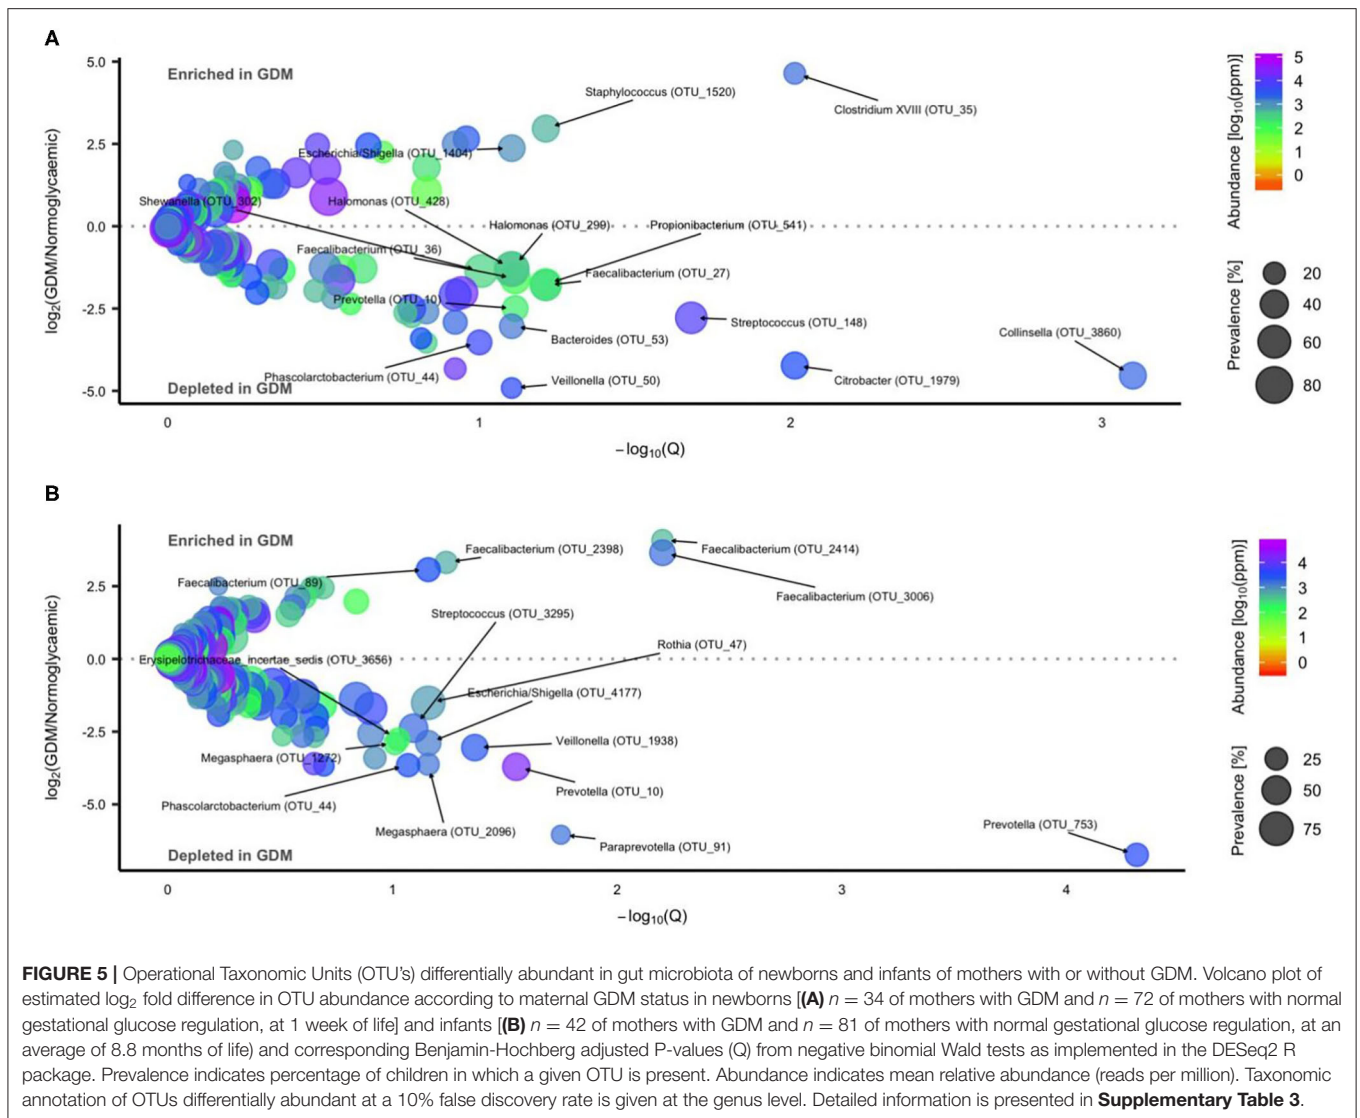 A
5.0
Enriched in GDM
Staphylococcus (OTU_1520)
Clostridium XVIII (OTU_35)
2.5
Escherichia/Shigella (OTU_1404)
Shewanella (OTU_302)
Halomonas (OTU_428)
0.0
Halomonas (OTU_299)
Propionibacterium (OTU_541)
Faecalibacterium (OTU_36)
Faecalibacterium (OTU_27)
Prevotella (OTU_10)
-2.5
Streptococcus (OTU_148)
Collinsella (OTU_3860)
Bacteroides (OTU_53)
Phascolarctobacterium (OTU_44)
Veillonella (OTU_50)
Citrobacter (OTU_1979)
Depleted in GDM
-5.0
log2(GDM/Normoglycaemic)
0 1 2 3
−log10(Q)
Abundance [log10(ppm)]
5
4
3
2
1
0
Prevalence [%]
20
40
60
80
B
Enriched in GDM
Faecalibacterium (OTU_2398)
Faecalibacterium (OTU_2414)
Faecalibacterium (OTU_89)
2.5
Faecalibacterium (OTU_3006)
Streptococcus (OTU_3295)
Rothia (OTU_47)
0.0
Erysipelotrichaceae_incertae_sedis (OTU_3656)
Escherichia/Shigella (OTU_4177)
-2.5
Veillonella (OTU_1938)
Megasphaera (OTU_1272)
Prevotella (OTU_10)
Phascolarctobacterium (OTU_44)
-5.0
Megasphaera (OTU_2096)
Prevotella (OTU_753)
Paraprevotella (OTU_91)
Depleted in GDM
log2(GDM/Normoglycaemic)
0 1 2 3 4
−log10(Q)
Abundance [log10(ppm)]
4
3
2
1
0
Prevalence [%]
25
50
75
FIGURE 5 | Operational Taxonomic Units (OTU's) differentially abundant in gut microbiota of newborns and infants of mothers with or without GDM. Volcano plot of
estimated log2 fold difference in OTU abundance according to maternal GDM status in newborns [(A) n = 34 of mothers with GDM and n = 72 of mothers with normal
gestational glucose regulation, at 1 week of life] and infants [(B) n = 42 of mothers with GDM and n = 81 of mothers with normal gestational glucose regulation, at an
average of 8.8 months of life) and corresponding Benjamin-Hochberg adjusted P-values (Q) from negative binomial Wald tests as implemented in the DESeq2 R
package. Prevalence indicates percentage of children in which a given OTU is present. Abundance indicates mean relative abundance (reads per million). Taxonomic
annotation of OTUs differentially abundant at a 10% false discovery rate is given at the genus level. Detailed information is presented in Supplementary Table 3.